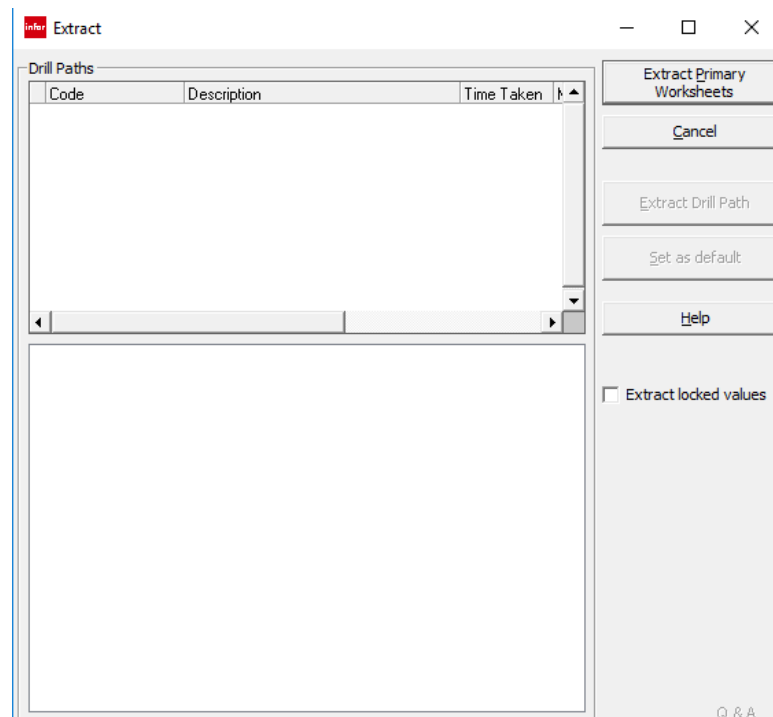 infor Extract
Drill Paths
Code Description Time Taken
Extract Primary
Worksheets
Cancel
Extract Drill Path
Set as default
Help
Extract locked values
Q & A